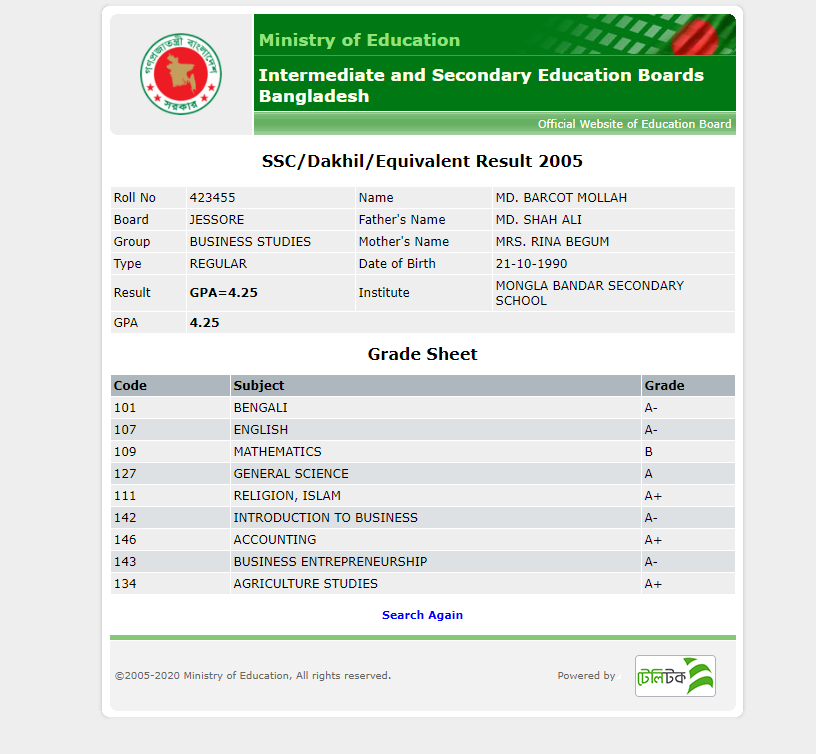 গণপ্রজাতন্ত্রী বাংলাদেশ
সরকার
Ministry of Education
Intermediate and Secondary Education Boards
Bangladesh
Official Website of Education Board
SSC/Dakhil/Equivalent Result 2005
Roll No 423455 Name MD. BARCOT MOLLAH
Board JESSORE Father's Name MD. SHAH ALI
Group BUSINESS STUDIES Mother's Name MRS. RINA BEGUM
Type REGULAR Date of Birth 21-10-1990
Result GPA=4.25 Institute MONGLA BANDAR SECONDARY
SCHOOL
GPA 4.25
Grade Sheet
Code Subject Grade
101 BENGALI A-
107 ENGLISH A-
109 MATHEMATICS B
127 GENERAL SCIENCE A
111 RELIGION, ISLAM A+
142 INTRODUCTION TO BUSINESS A-
146 ACCOUNTING A+
143 BUSINESS ENTREPRENEURSHIP A-
134 AGRICULTURE STUDIES A+
Search Again
©2005-2020 Ministry of Education, All rights reserved. Powered by টেলিটক